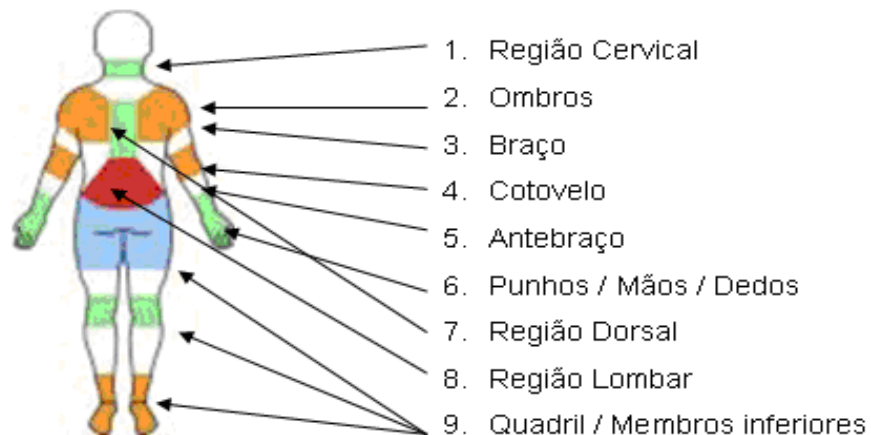 1. Região Cervical
2. Ombros
3. Braço
4. Cotovelo
5. Antebraço
6. Punhos / Mãos / Dedos
7. Região Dorsal
8. Região Lombar
9. Quadril / Membros inferiores